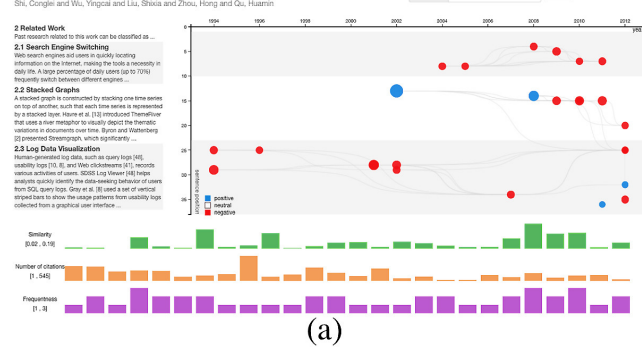 Shi, Conglei and Wu, Yingcai and Liu, Shixia and Zhou, Hong and Qu, Huamin
1994 1996 1998 2000 2002 2004 2006 2008 2010 2012
year
2 Related Work
Past research related to this work can be classified as ...
2.1 Search Engine Switching
Web search engines aid users in quickly locating
information on the Internet, making the tools a necessity in
daily life. A large percentage of daily users (up to 70%)
frequently switch between different engines ...
2.2 Stacked Graphs
A stacked graph is constructed by stacking one time series
on top of another, such that each time series is represented
by a stacked layer. Havre et al. [13] introduced ThemeRiver
that uses a river metaphor to visually depict the thematic
variations in documents over time. Byron and Wattenberg
[2] presented Streamgraph, which significantly ...
2.3 Log Data Visualization
Human-generated log data, such as query logs [48],
usability logs [10, 8], and Web clickstreams [41], records
various activities of users. SDSS Log Viewer [48] helps
analysts quickly identify the data-seeking behavior of users
from SQL query logs. Gray et al. [8] used a set of vertical
striped bars to show the usage patterns from usability logs
collected from a graphical user interface ...
0
5
10
15
20
25
30
35
sentence position
positive
neutral
negative
Similarity
[0.02 , 0.19]
Number of citations
[1 , 545]
Frequentness
[1 , 3]
(a)